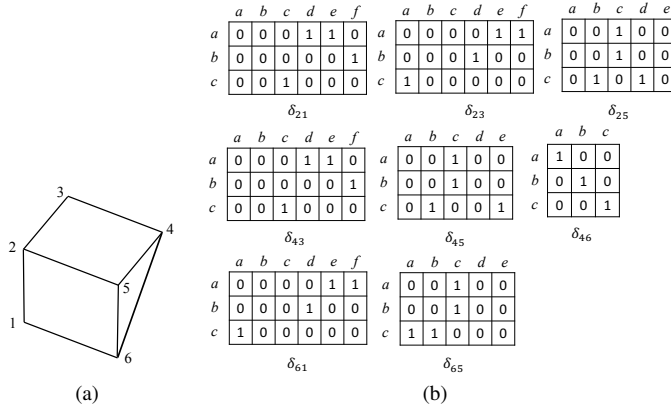 a b c d e f
a 0 0 0 1 1 0
b 0 0 0 0 0 1
c 0 0 1 0 0 0
δ21
a b c d e f
a 0 0 0 0 1 1
b 0 0 0 1 0 0
c 1 0 0 0 0 0
δ23
a b c d e
a 0 0 1 0 0
b 0 0 1 0 0
c 0 1 0 1 0
δ25
a b c d e f
a 0 0 0 1 1 0
b 0 0 0 0 0 1
c 0 0 1 0 0 0
δ43
a b c d e
a 0 0 1 0 0
b 0 0 1 0 0
c 0 1 0 0 1
δ45
a b c
a 1 0 0
b 0 1 0
c 0 0 1
δ46
3
4
2
5
1
6
a b c d e f
a 0 0 0 0 1 1
b 0 0 0 1 0 0
c 1 0 0 0 0 0
δ61
a b c d e
a 0 0 1 0 0
b 0 0 1 0 0
c 1 1 0 0 0
δ65
(a)
(b)